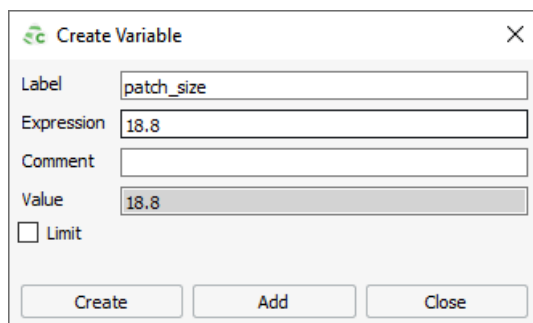 Create Variable
Label patch_size
Expression 18.8
Comment
Value 18.8
Limit
Create Add Close